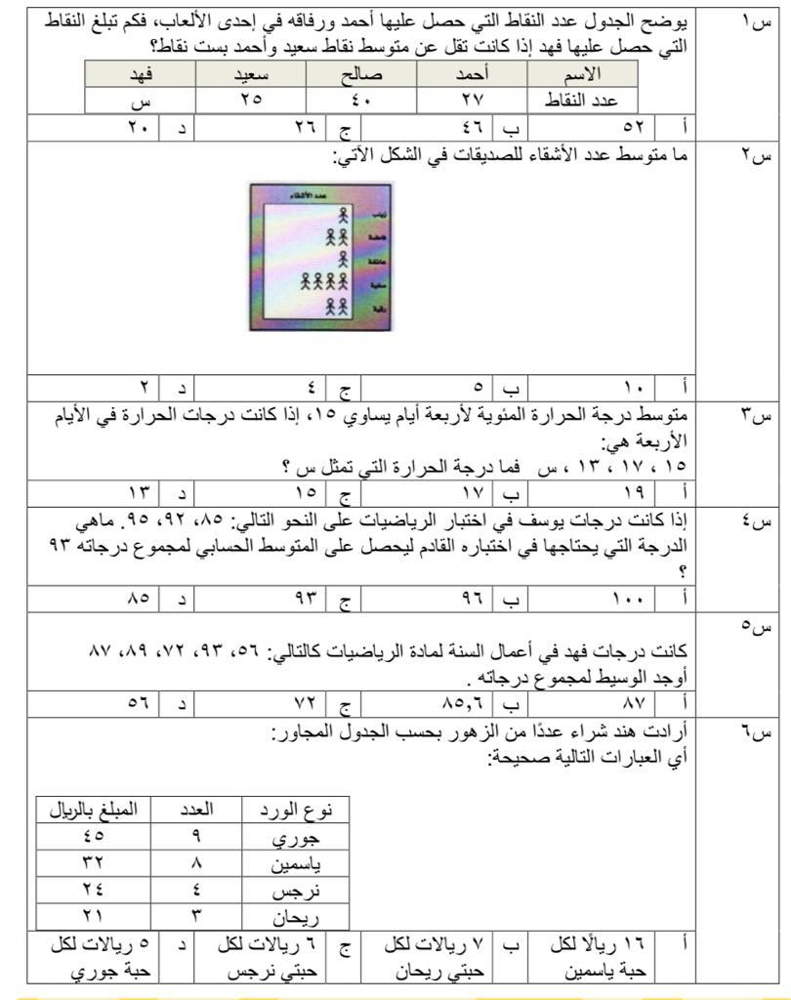 س١
يوضح الجدول عدد النقاط التي حصل عليها أحمد ورفاقه في إحدى الألعاب، فكم تبلغ النقاط
التي حصل عليها فهد إذا كانت تقل عن متوسط نقاط سعيد وأحمد بست نقاط؟
الاسم أحمد صالح سعيد فهد
عدد النقاط ٢٧ ٤٠ ٢٥ س
أ ٥٢ ب ٤٦ ج ٢٦ د ٢٠
س٢
ما متوسط عدد الأشقاء للصديقات في الشكل الآتي:
عدد الأشقاء
زينب
فاطمة
عائشة
سمية
رقية
أ ١٠ ب ٥ ج ٤ د ٢
س٣
متوسط درجة الحرارة المئوية لأربعة أيام يساوي ١٥، إذا كانت درجات الحرارة في الأيام
الأربعة هي:
١٥ ، ١٧ ، ١٣ ، س فما درجة الحرارة التي تمثل س ؟
أ ١٩ ب ١٧ ج ١٥ د ١٣
س٤
إذا كانت درجات يوسف في اختبار الرياضيات على النحو التالي: ٨٥، ٩٢، ٩٥. ماهي
الدرجة التي يحتاجها في اختباره القادم ليحصل على المتوسط الحسابي لمجموع درجاته ٩٣
؟
أ ١٠٠ ب ٩٦ ج ٩٣ د ٨٥
س٥
كانت درجات فهد في أعمال السنة لمادة الرياضيات كالتالي: ٥٦، ٩٣، ٧٢، ٨٩، ٨٧
أوجد الوسيط لمجموع درجاته .
أ ٨٧ ب ٨٥,٦ ج ٧٢ د ٥٦
س٦
أرادت هند شراء عددًا من الزهور بحسب الجدول المجاور:
أي العبارات التالية صحيحة:
نوع الورد العدد المبلغ بالريال
جوري ٩ ٤٥
ياسمين ٨ ٣٢
نرجس ٤ ٢٤
ريحان ٣ ٢١
أ ١٦ ريالًا لكل ب ٧ ريالات لكل ج ٦ ريالات لكل د ٥ ريالات لكل
حبة ياسمين حبتي ريحان حبتي نرجس حبة جوري